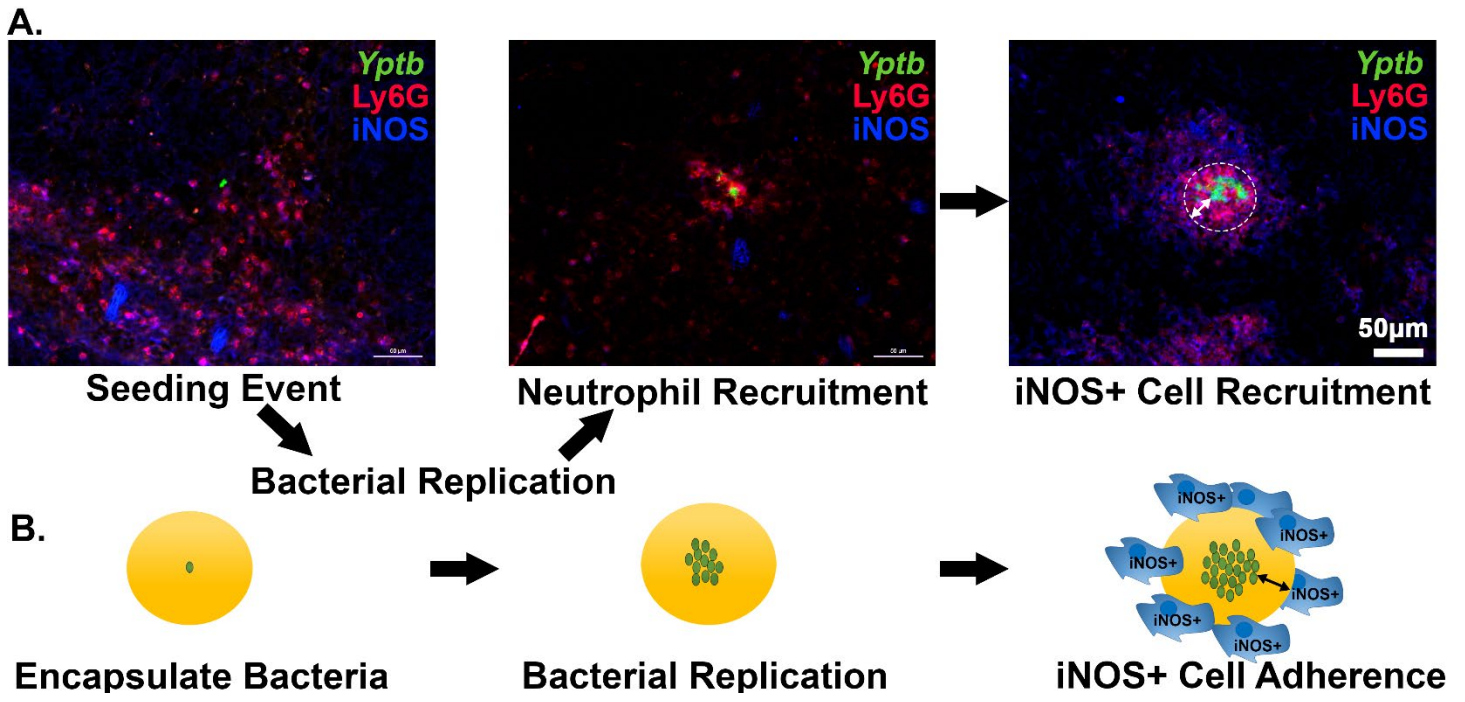 A.
Yptb
Ly6G
iNOS
Yptb
Ly6G
iNOS
Yptb
Ly6G
iNOS
50µm
Seeding Event
Neutrophil Recruitment
iNOS+ Cell Recruitment
Bacterial Replication
B.
iNOS+
iNOS+
iNOS+
iNOS+
iNOS+
iNOS+
Encapsulate Bacteria
Bacterial Replication
iNOS+ Cell Adherence